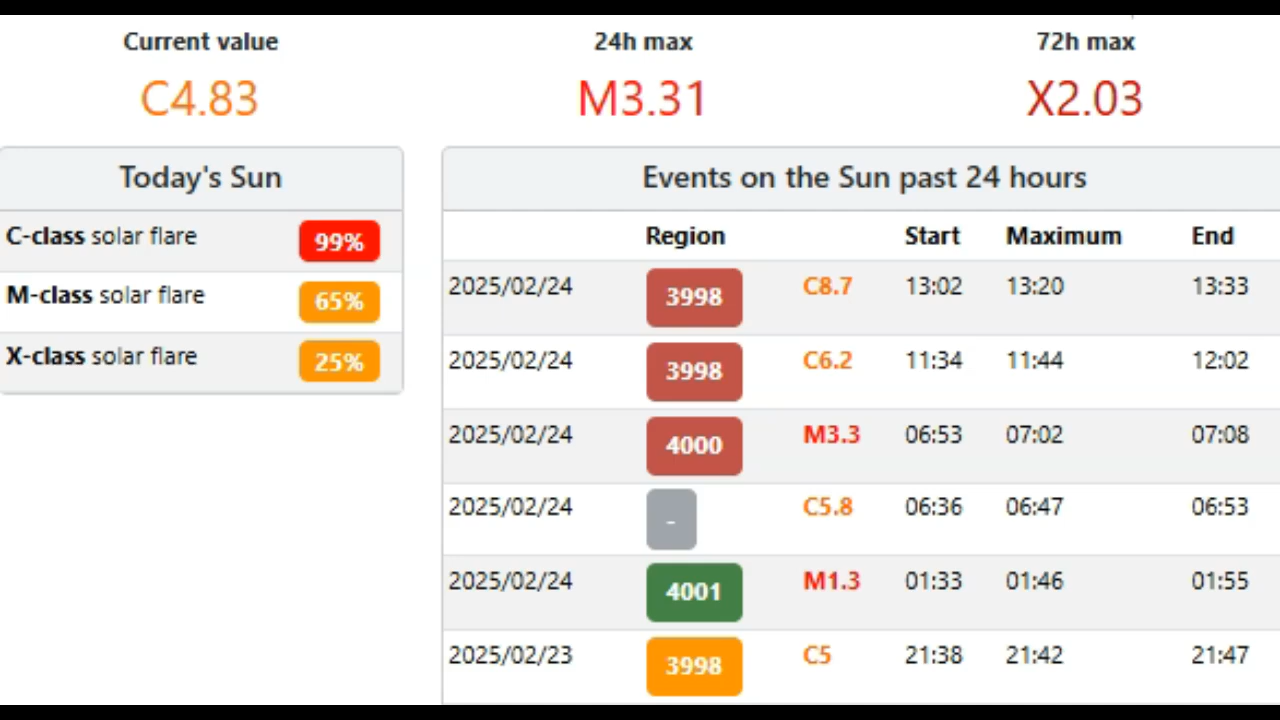 Current value 24h max 72h max
C4.83 M3.31 X2.03
Today's Sun
C-class solar flare 99%
M-class solar flare 65%
X-class solar flare 25%
Events on the Sun past 24 hours
Region Start Maximum End
2025/02/24 3998 C8.7 13:02 13:20 13:33
2025/02/24 3998 C6.2 11:34 11:44 12:02
2025/02/24 4000 M3.3 06:53 07:02 07:08
2025/02/24 - C5.8 06:36 06:47 06:53
2025/02/24 4001 M1.3 01:33 01:46 01:55
2025/02/23 3998 C5 21:38 21:42 21:47